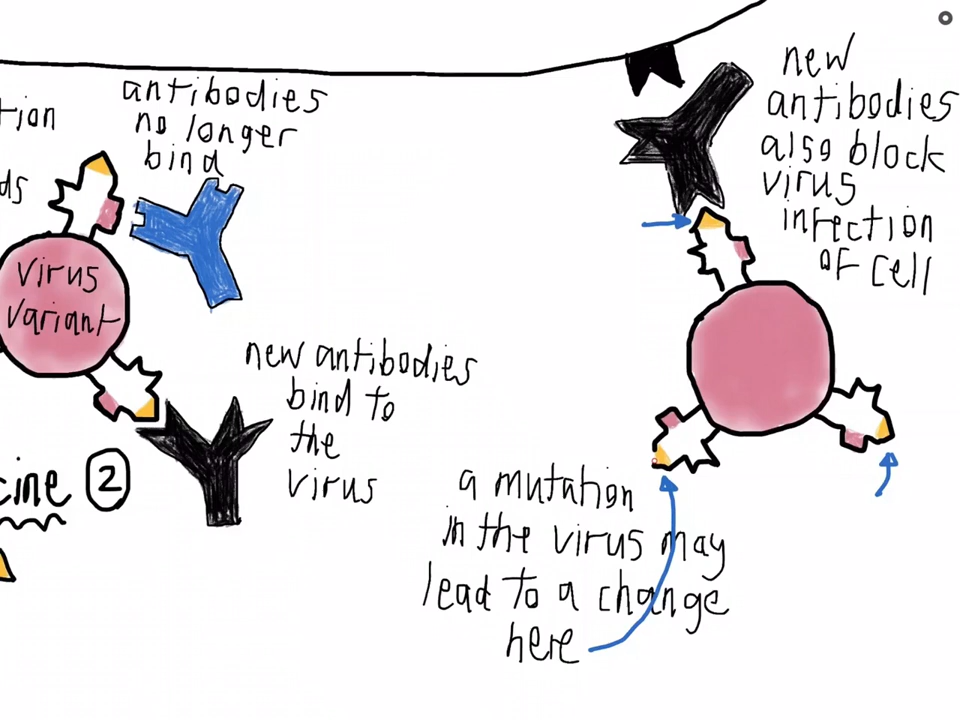 antibodies
no longer
bind
virus
variant
new antibodies
bind to
the
virus
2
new
antibodies
also block
virus
infection
of cell
a mutation
in the virus may
lead to a change
here